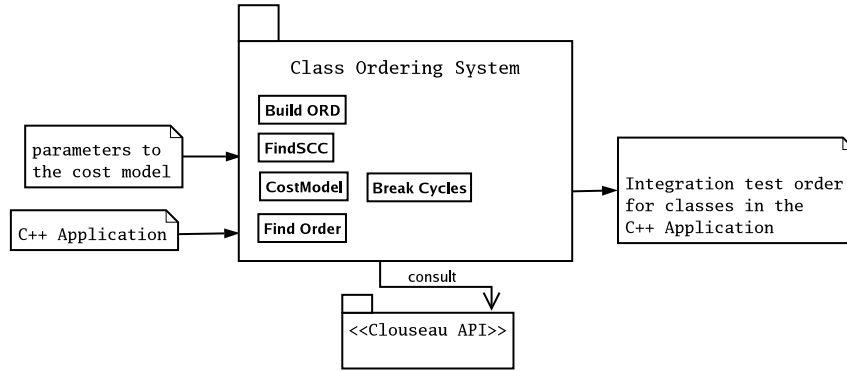 Class Ordering System
Build ORD
FindSCC
CostModel
Break Cycles
Find Order
parameters to
the cost model
C++ Application
Integration test order
for classes in the
C++ Application
consult
<<Clouseau API>>